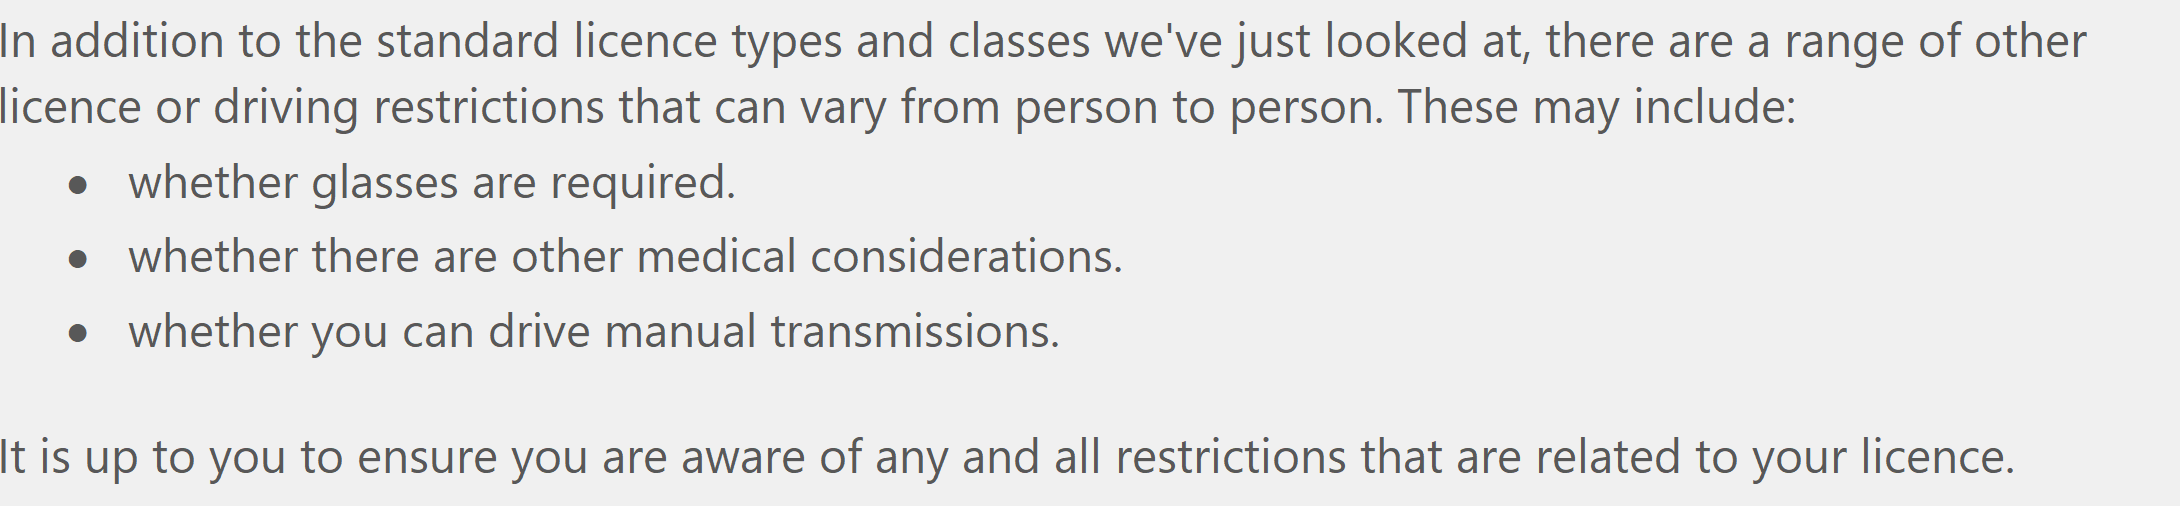 In addition to the standard licence types and classes we've just looked at, there are a range of other
licence or driving restrictions that can vary from person to person. These may include:
● whether glasses are required.
● whether there are other medical considerations.
● whether you can drive manual transmissions.
It is up to you to ensure you are aware of any and all restrictions that are related to your licence.